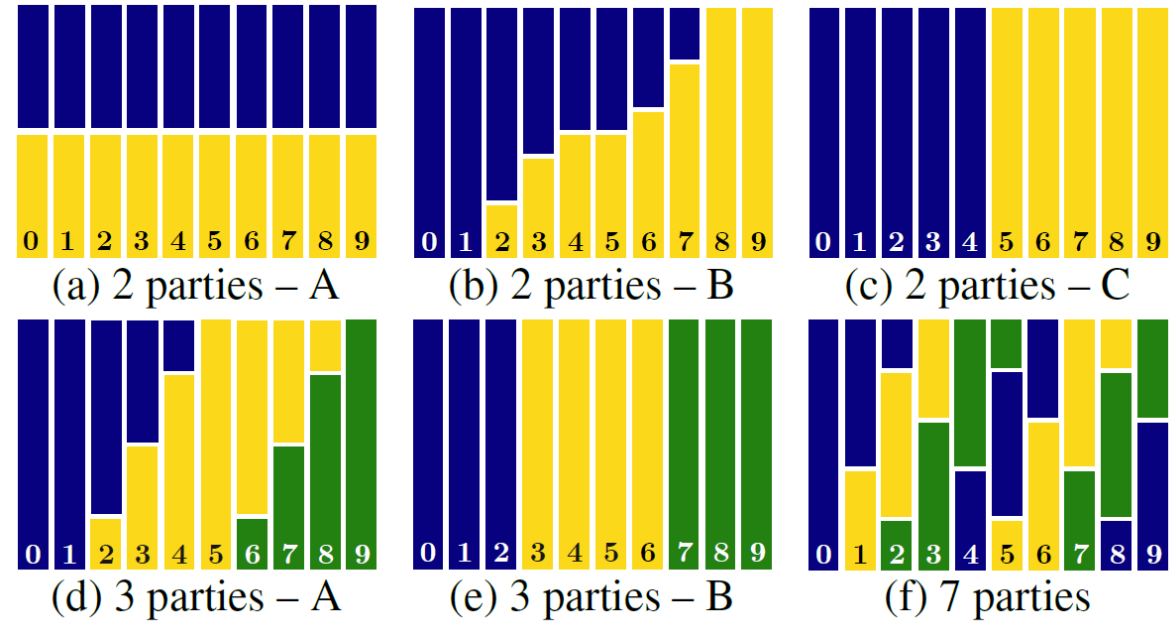 0 1 2 3 4 5 6 7 8 9
(a) 2 parties – A
0 1 2 3 4 5 6 7 8 9
(b) 2 parties – B
0 1 2 3 4 5 6 7 8 9
(c) 2 parties – C
0 1 2 3 4 5 6 7 8 9
(d) 3 parties – A
0 1 2 3 4 5 6 7 8 9
(e) 3 parties – B
0 1 2 3 4 5 6 7 8 9
(f) 7 parties